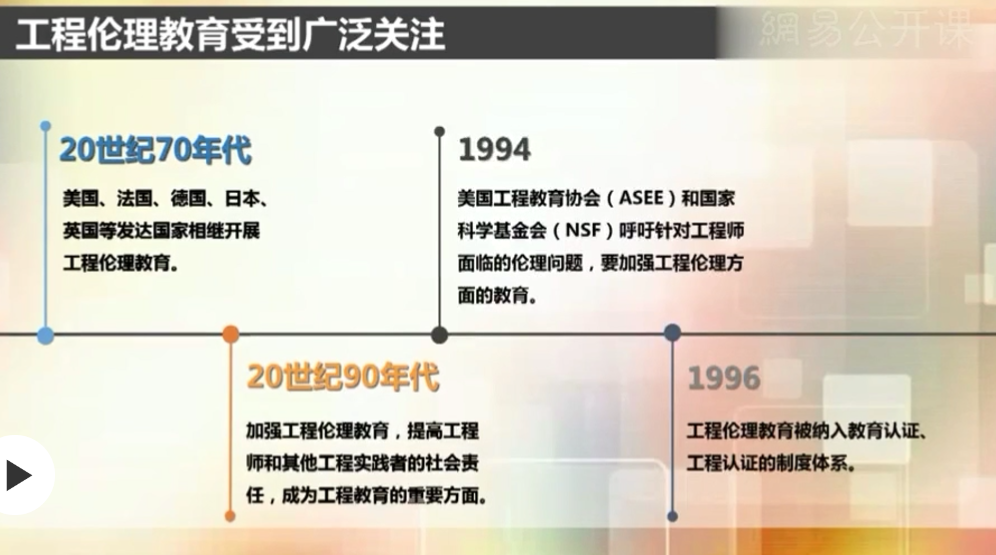 工程伦理教育受到广泛关注
網易公开课
20世纪70年代
美国、法国、德国、日本、
英国等发达国家相继开展
工程伦理教育。
1994
美国工程教育协会（ASEE）和国家
科学基金会（NSF）呼吁针对工程师
面临的伦理问题，要加强工程伦理方
面的教育。
20世纪90年代
加强工程伦理教育，提高工程
师和其他工程实践者的社会责
任，成为工程教育的重要方面。
1996
工程伦理教育被纳入教育认证、
工程认证的制度体系。